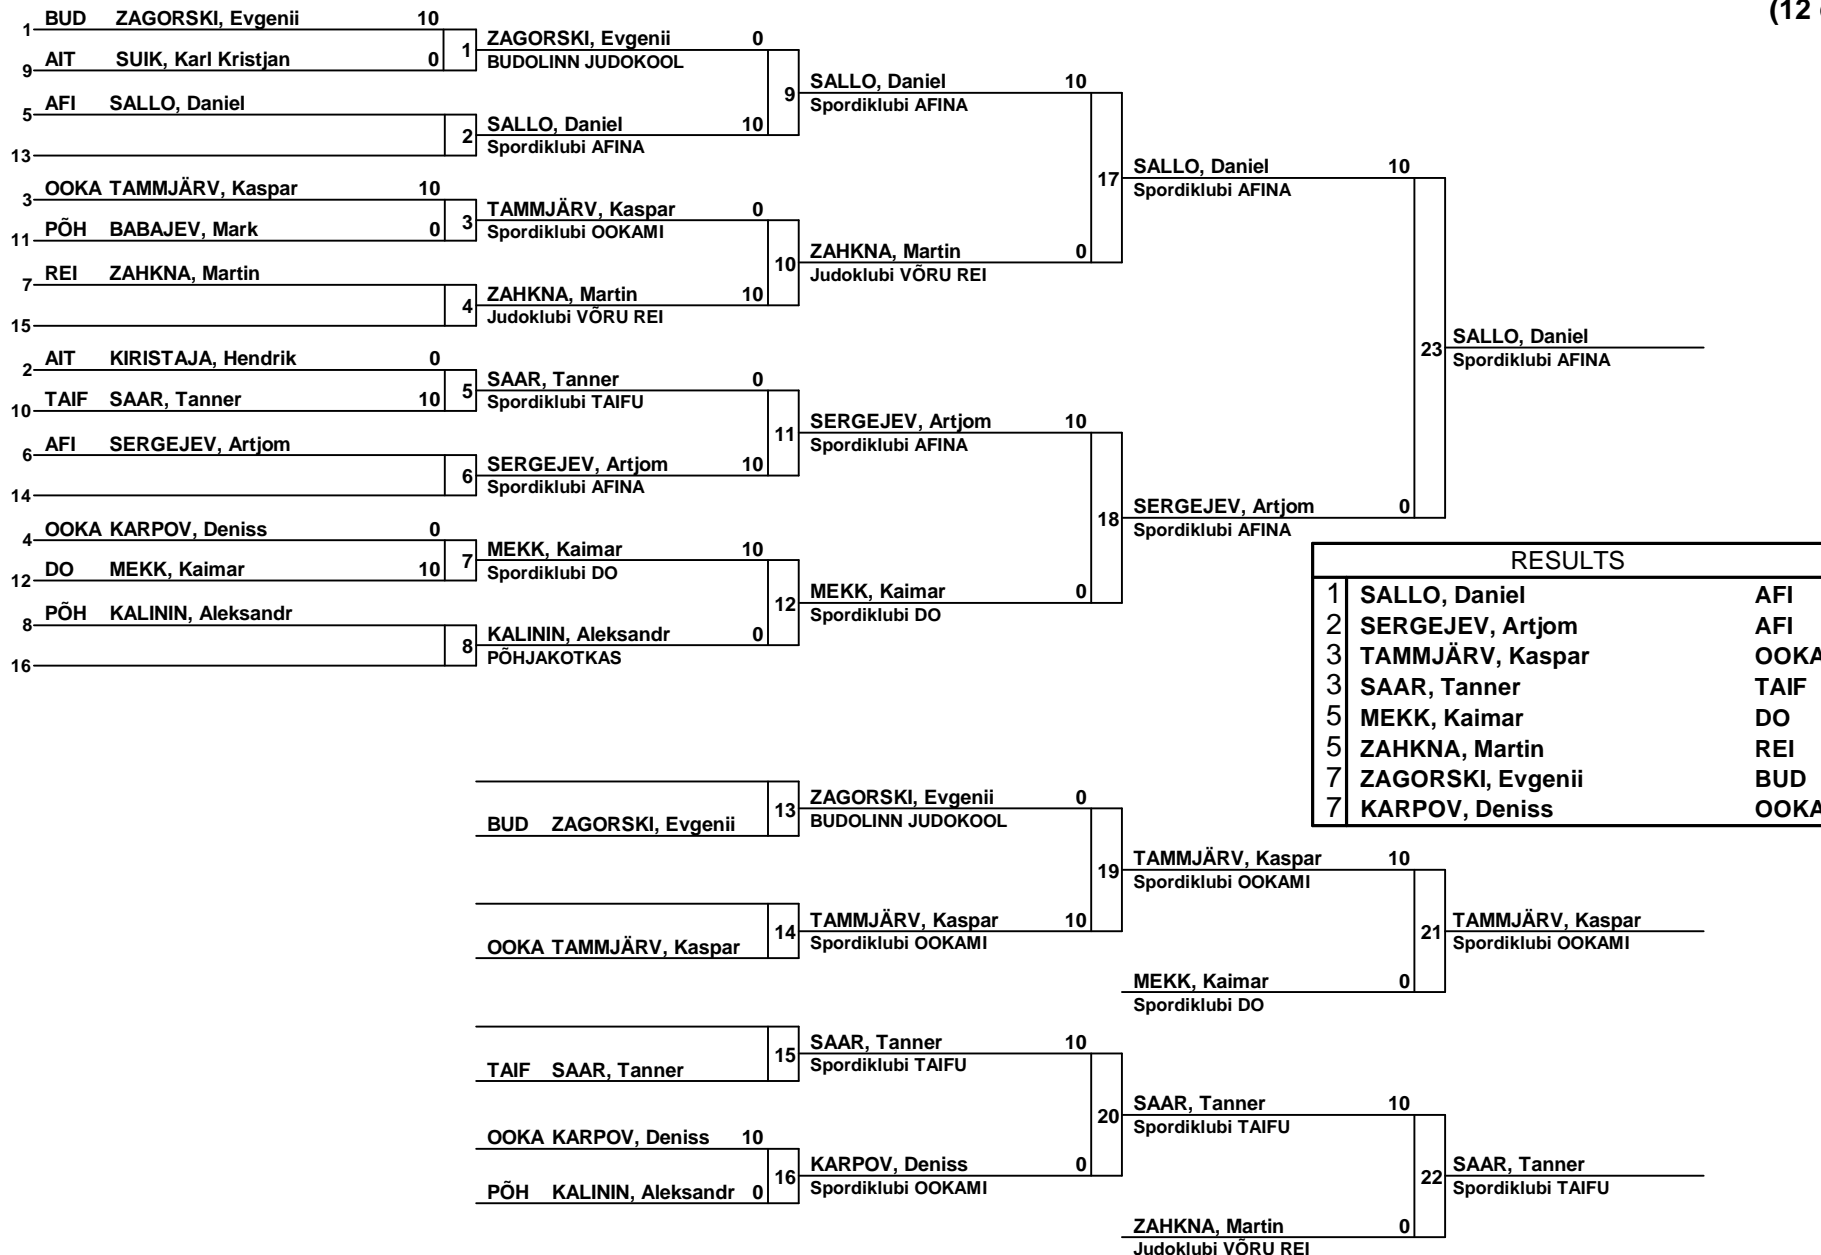 (12
1 BUD ZAGORSKI, Evgenii 10
9 AIT SUIK, Karl Kristjan 0
1
5 AFI SALLO, Daniel
13
2
3 OOKA TAMMJÄRV, Kaspar 10
11 PÕH BABAJEV, Mark 0
3
7 REI ZAHKNA, Martin
15
4
2 AIT KIRISTAJA, Hendrik 0
10 TAIF SAAR, Tanner 10
5
6 AFI SERGEJEV, Artjom
14
6
4 OOKA KARPOV, Deniss 0
12 DO MEKK, Kaimar 10
7
8 PÕH KALININ, Aleksandr
16
8
ZAGORSKI, Evgenii 0
BUDOLINN JUDOKOOL
9
SALLO, Daniel 10
Spordiklubi AFINA
TAMMJÄRV, Kaspar 0
Spordiklubi OOKAMI
10
ZAHKNA, Martin 10
Judoklubi VÕRU REI
SAAR, Tanner 0
Spordiklubi TAIFU
11
SERGEJEV, Artjom 10
Spordiklubi AFINA
MEKK, Kaimar 10
Spordiklubi DO
12
KALININ, Aleksandr 0
PÕHJAKOTKAS
SALLO, Daniel 10
Spordiklubi AFINA
17
ZAHKNA, Martin 0
Judoklubi VÕRU REI
SERGEJEV, Artjom 10
Spordiklubi AFINA
18
MEKK, Kaimar 0
Spordiklubi DO
SALLO, Daniel 10
Spordiklubi AFINA
23
SERGEJEV, Artjom 0
Spordiklubi AFINA
SALLO, Daniel
Spordiklubi AFINA
RESULTS
1 SALLO, Daniel AFI
2 SERGEJEV, Artjom AFI
3 TAMMJÄRV, Kaspar OOKA
3 SAAR, Tanner TAIF
5 MEKK, Kaimar DO
5 ZAHKNA, Martin REI
7 ZAGORSKI, Evgenii BUD
7 KARPOV, Deniss OOKA
BUD ZAGORSKI, Evgenii
13
OOKA TAMMJÄRV, Kaspar
14
TAIF SAAR, Tanner
15
OOKA KARPOV, Deniss 10
PÕH KALININ, Aleksandr 0
16
ZAGORSKI, Evgenii 0
BUDOLINN JUDOKOOL
19
TAMMJÄRV, Kaspar 10
Spordiklubi OOKAMI
SAAR, Tanner 10
Spordiklubi TAIFU
20
KARPOV, Deniss 0
Spordiklubi OOKAMI
TAMMJÄRV, Kaspar 10
Spordiklubi OOKAMI
21
MEKK, Kaimar 0
Spordiklubi DO
SAAR, Tanner 10
Spordiklubi TAIFU
22
ZAHKNA, Martin 0
Judoklubi VÕRU REI
TAMMJÄRV, Kaspar
Spordiklubi OOKAMI
SAAR, Tanner
Spordiklubi TAIFU